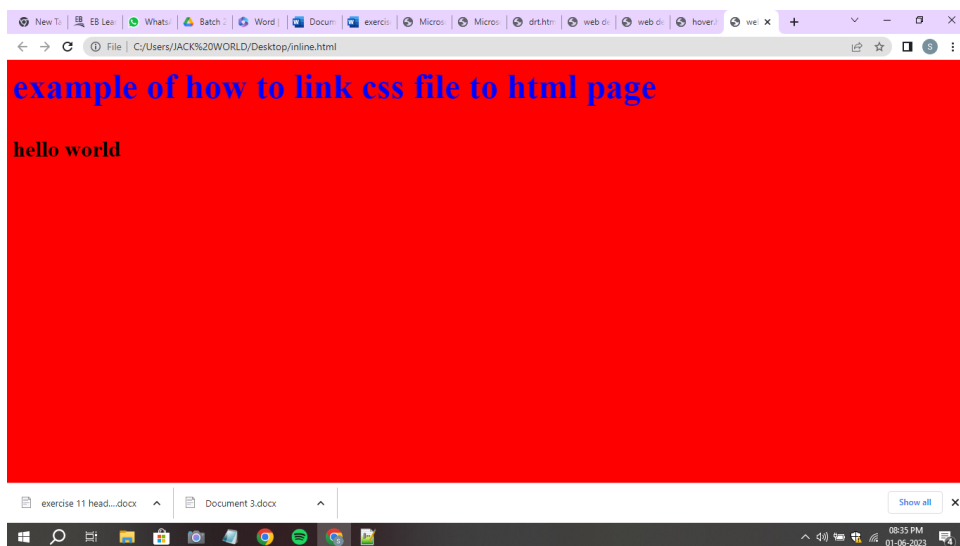 New Ta EB Lea Whats Batch 2 Word | Docum exercis Micros Micros drt.htm web de web de hover. wel
File | C:/Users/JACK%20WORLD/Desktop/inline.html S
example of how to link css file to html page
hello world
exercise 11 head....docx Document 3.docx Show all
08:35 PM
01-06-2023 4